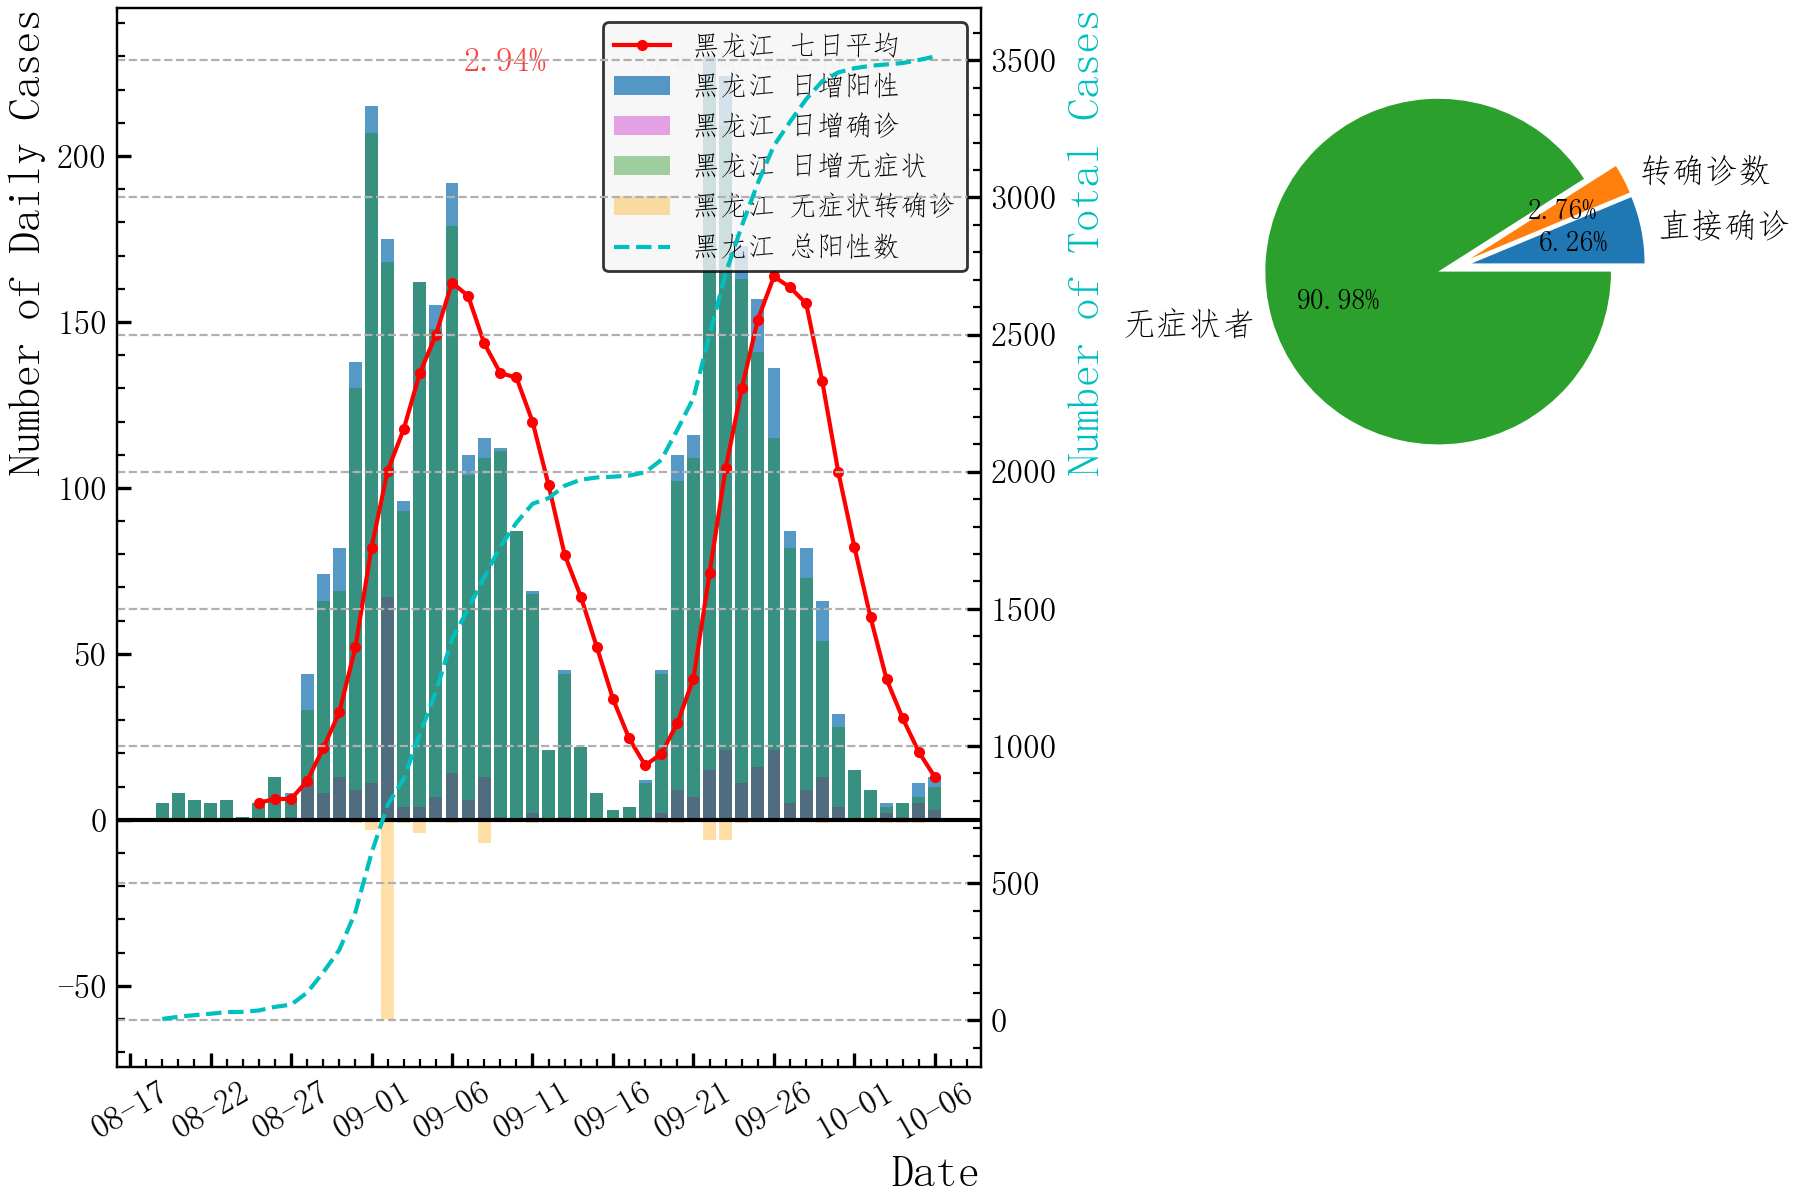 Number of Daily Cases
200
150
100
50
0
−50
2.94%
黑龙江 七日平均
黑龙江 日增阳性
黑龙江 日增确诊
黑龙江 日增无症状
黑龙江 无症状转确诊
黑龙江 总阳性数
3500
3000
2500
2000
1500
1000
500
0
Number of Total Cases
08−17
08−22
08−27
09−01
09−06
09−11
09−16
09−21
09−26
10−01
10−06
Date
转确诊数
2.76%
直接确诊
6.26%
90.98%
无症状者